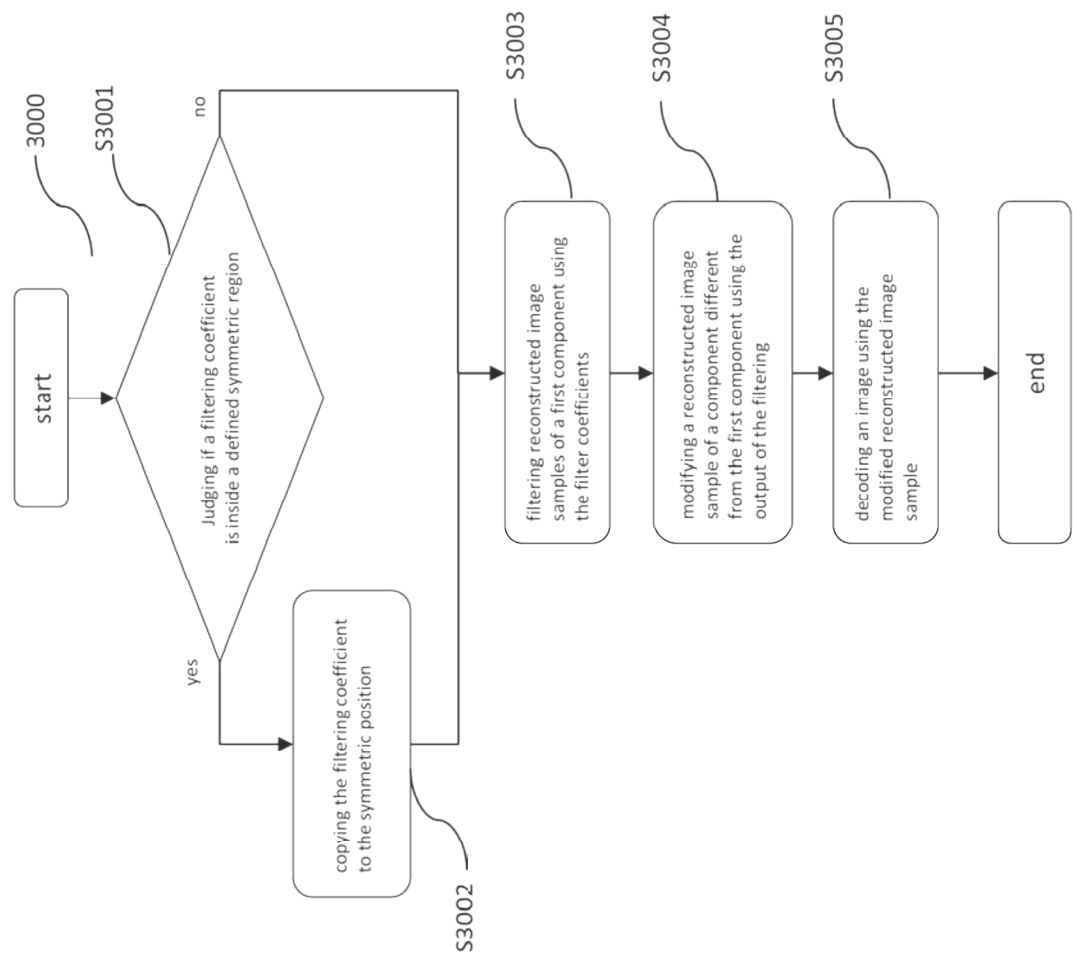 3000
start
S3001
Judging if a filtering coefficient
is inside a defined symmetric region
yes
no
copying the filtering coefficient
to the symmetric position
S3002
filtering reconstructed image
samples of a first component using
the filter coefficients
S3003
modifying a reconstructed image
sample of a component different
from the first component using the
output of the filtering
S3004
decoding an image using the
modified reconstructed image
sample
S3005
end